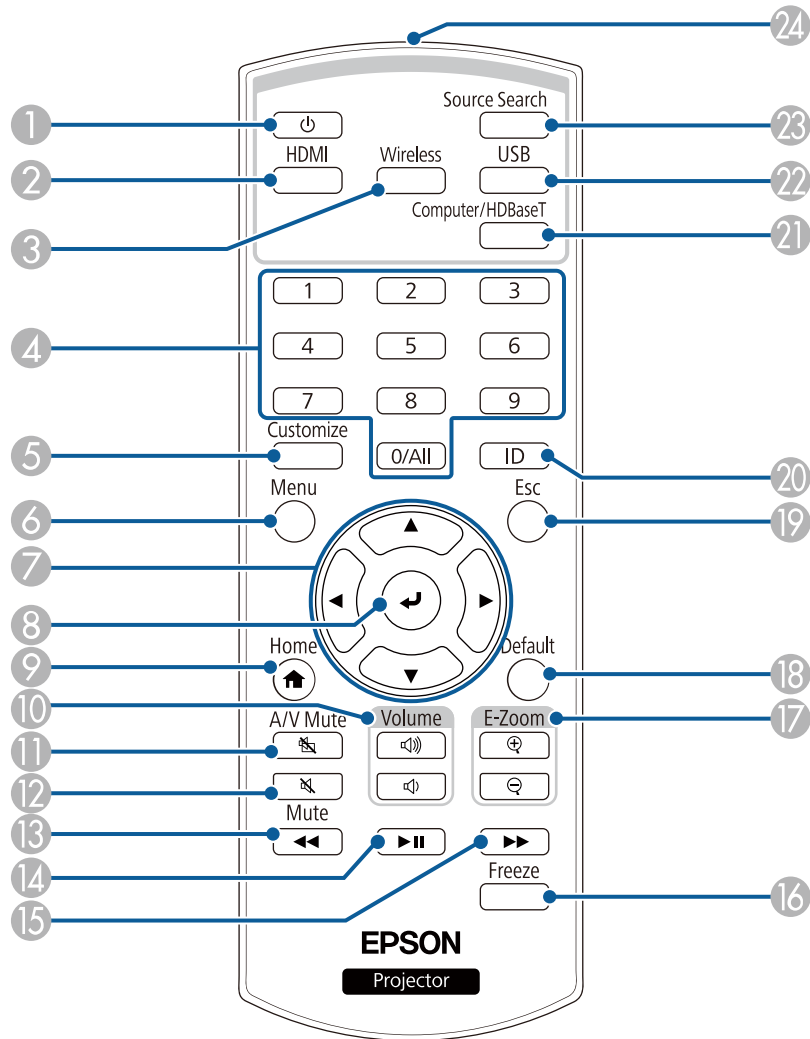 24
Source Search
1
23
HDMI
Wireless
USB
2
22
3
Computer/HDBaseT
21
1 2 3
4
4 5 6
7 8 9
Customize
5
0/All
ID
20
Menu
Esc
6
19
7
8
Home
Default
9
18
10
Volume
E-Zoom
17
A/V Mute
11
12
Mute
13
14
15
Freeze
16
EPSON
Projector